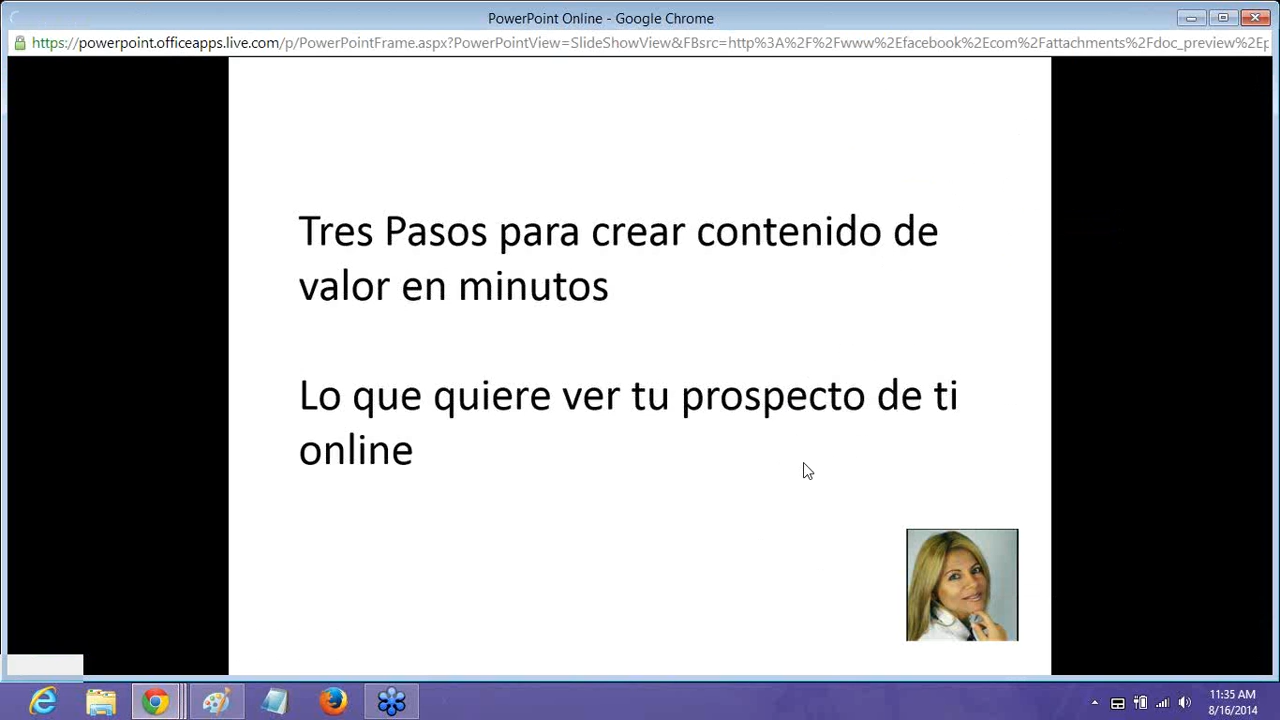 PowerPoint Online - Google Chrome
https://powerpoint.officeapps.live.com/p/PowerPointFrame.aspx?PowerPointView=SlideShowView&FBsrc=http%3A%2F%2Fwww%2Efacebook%2Ecom%2Fattachments%2Fdoc_preview%2Ep
Tres Pasos para crear contenido de
valor en minutos
Lo que quiere ver tu prospecto de ti
online
11:35 AM
8/16/2014